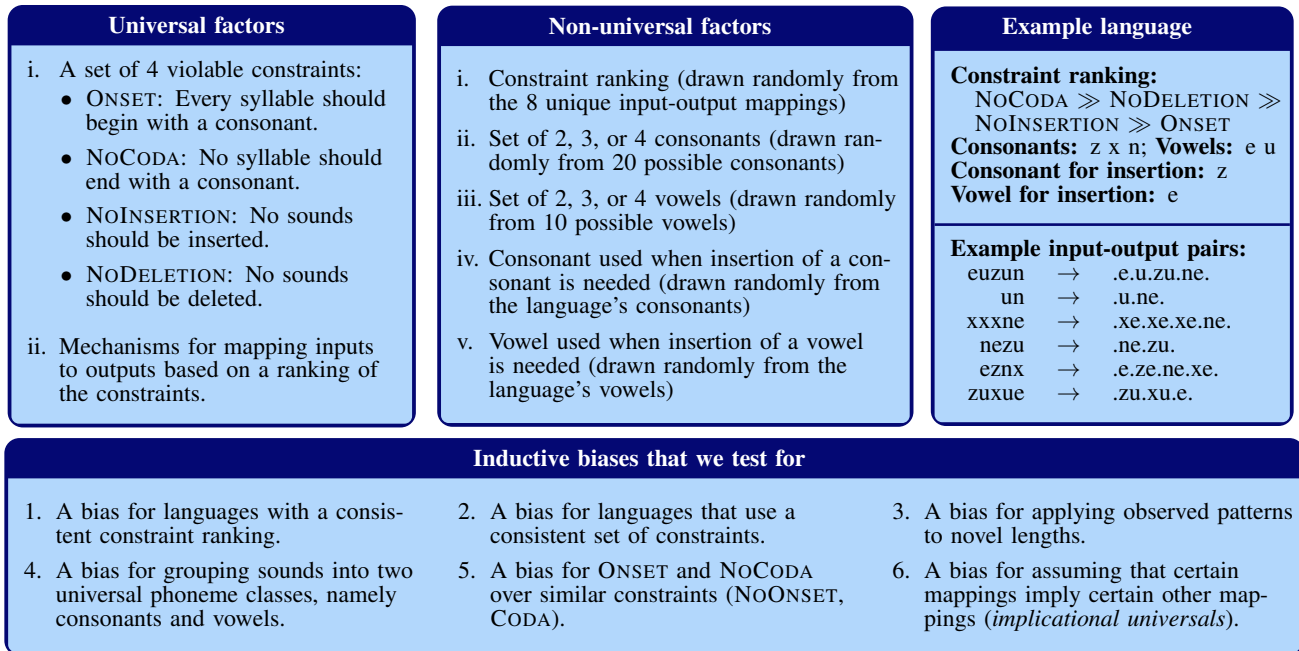 Universal factors
i. A set of 4 violable constraints:
• ONSET: Every syllable should
begin with a consonant.
• NOCODA: No syllable should
end with a consonant.
• NOINSERTION: No sounds
should be inserted.
• NODELETION: No sounds
should be deleted.
ii. Mechanisms for mapping inputs
to outputs based on a ranking of
the constraints.
Non-universal factors
i. Constraint ranking (drawn randomly from
the 8 unique input-output mappings)
ii. Set of 2, 3, or 4 consonants (drawn ran-
domly from 20 possible consonants)
iii. Set of 2, 3, or 4 vowels (drawn randomly
from 10 possible vowels)
iv. Consonant used when insertion of a con-
sonant is needed (drawn randomly from
the language's consonants)
v. Vowel used when insertion of a vowel
is needed (drawn randomly from the
language's vowels)
Example language
Constraint ranking:
NOCODA ≫ NODELETION ≫
NOINSERTION ≫ ONSET
Consonants: z x n; Vowels: e u
Consonant for insertion: z
Vowel for insertion: e
Example input-output pairs:
euzun → .e.u.zu.ne.
un → .u.ne.
xxxne → .xe.xe.xe.ne.
nezu → .ne.zu.
eznx → .e.ze.ne.xe.
zuxue → .zu.xu.e.
Inductive biases that we test for
1. A bias for languages with a consis-
tent constraint ranking.
2. A bias for languages that use a
consistent set of constraints.
3. A bias for applying observed patterns
to novel lengths.
4. A bias for grouping sounds into two
universal phoneme classes, namely
consonants and vowels.
5. A bias for ONSET and NOCODA
over similar constraints (NOONSET,
CODA).
6. A bias for assuming that certain
mappings imply certain other map-
pings (implicational universals).